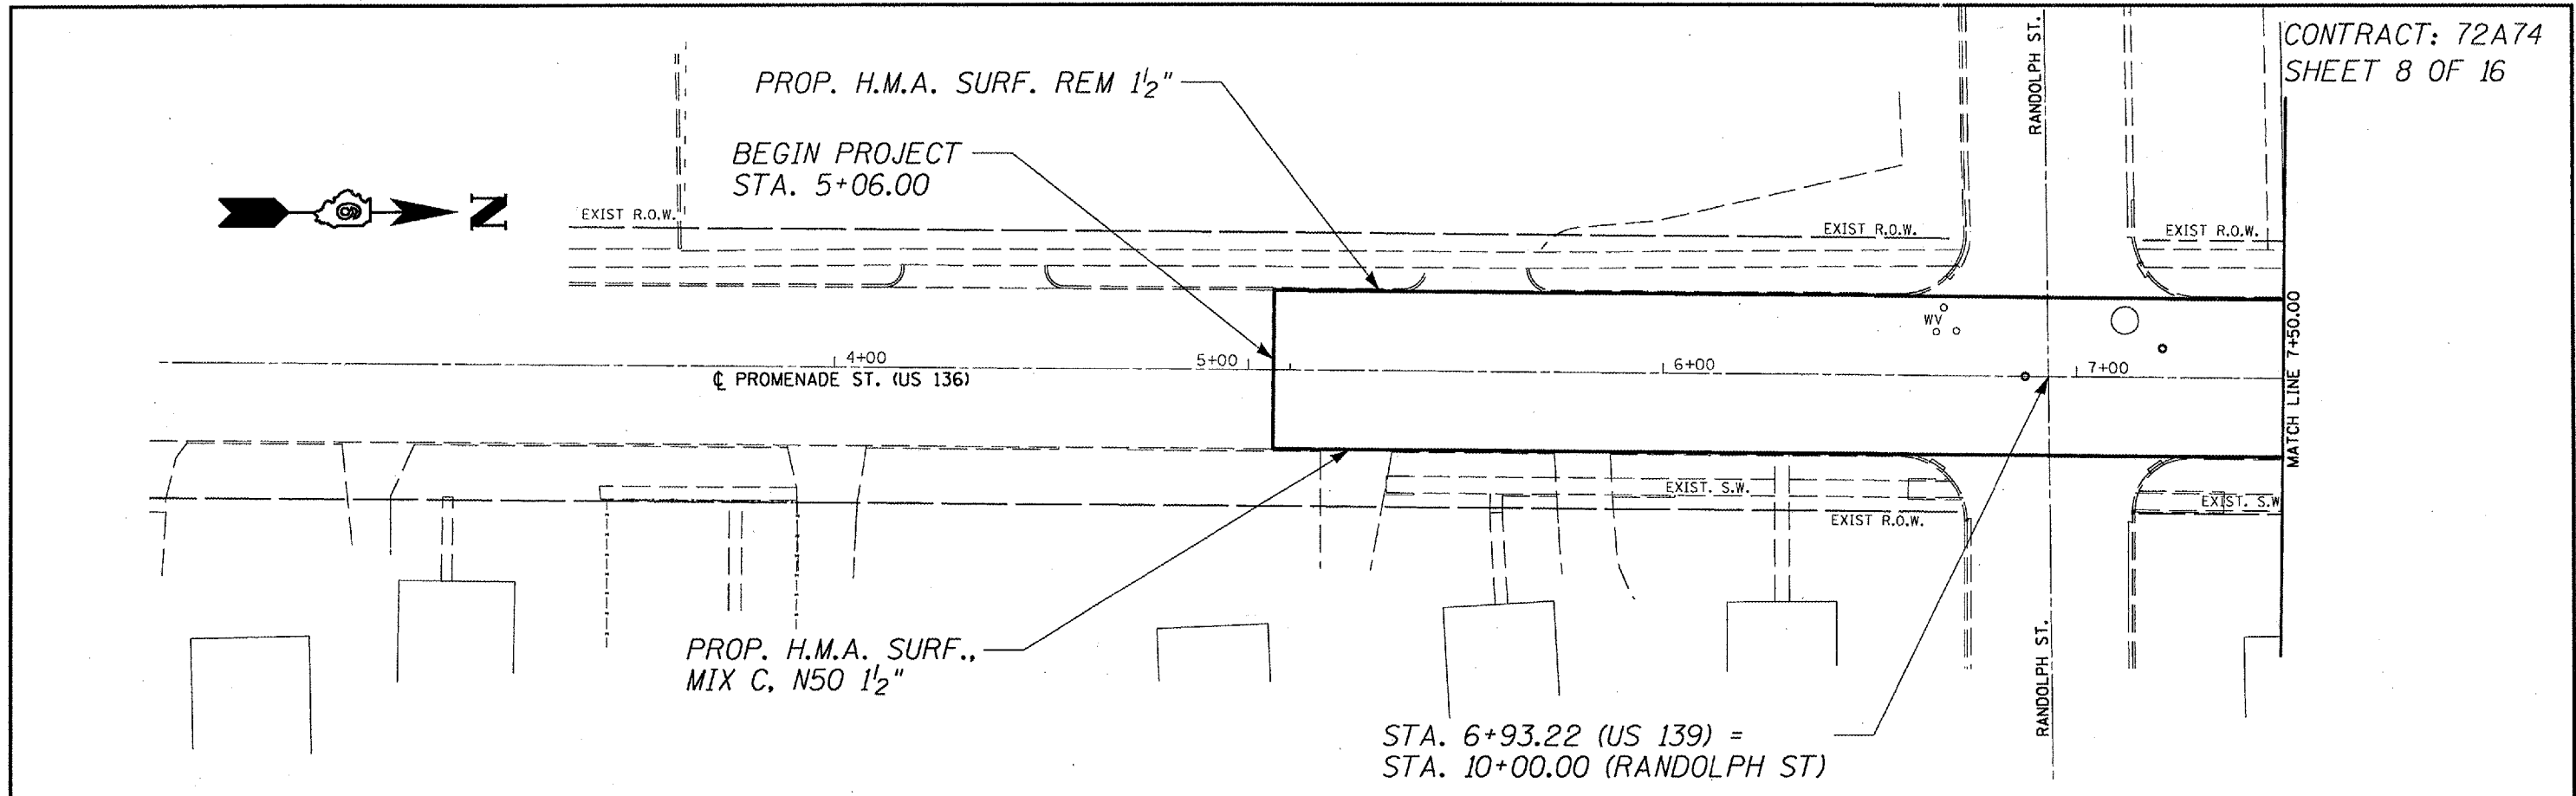 CONTRACT: 72A74
SHEET 8 OF 16
RANDOLPH ST.
PROP. H.M.A. SURF. REM 1½"
BEGIN PROJECT
STA. 5+06.00
N
EXIST R.O.W.
EXIST R.O.W.
EXIST R.O.W.
WV
MATCH LINE 7+50.00
4+00
5+00
6+00
7+00
℄ PROMENADE ST. (US 136)
EXIST. S.W.
EXIST. S.W
EXIST R.O.W.
PROP. H.M.A. SURF.,
MIX C, N50 1½"
RANDOLPH ST.
STA. 6+93.22 (US 139) =
STA. 10+00.00 (RANDOLPH ST)